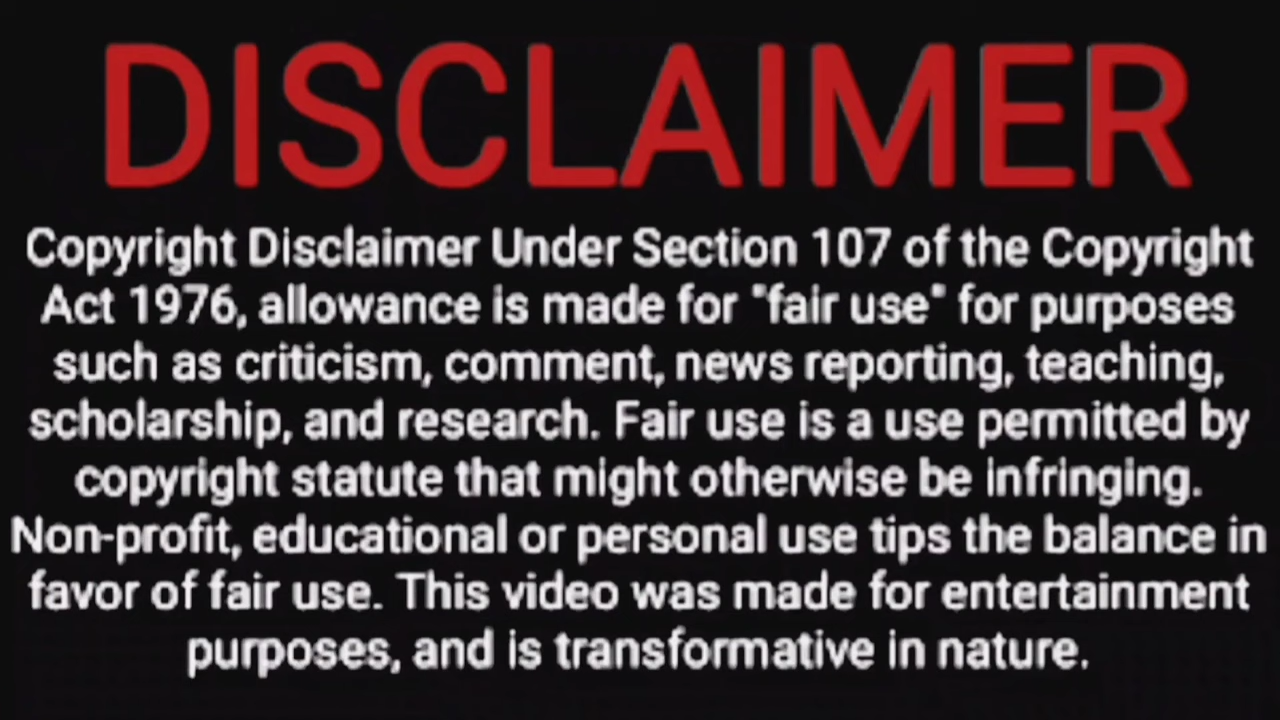 DISCLAIMER
Copyright Disclaimer Under Section 107 of the Copyright
Act 1976, allowance is made for "fair use" for purposes
such as criticism, comment, news reporting, teaching,
scholarship, and research. Fair use is a use permitted by
copyright statute that might otherwise be infringing.
Non-profit, educational or personal use tips the balance in
favor of fair use. This video was made for entertainment
purposes, and is transformative in nature.